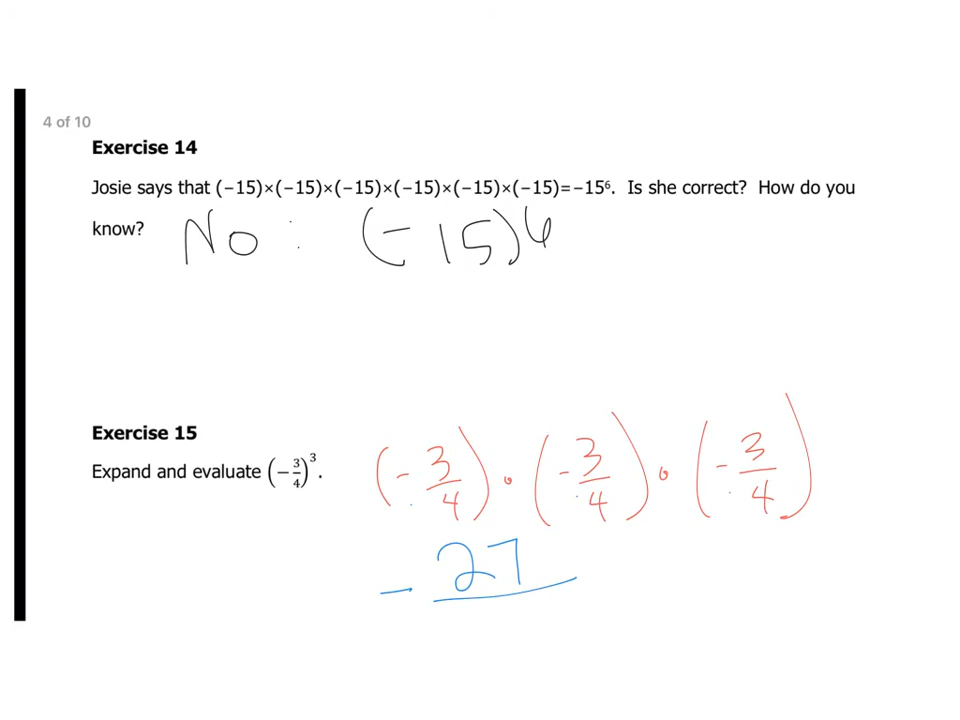 4 of 10
Exercise 14
Josie says that (−15)×(−15)×(−15)×(−15)×(−15)×(−15)=−15⁶. Is she correct? How do you
know? No : (-15)6
Exercise 15
Expand and evaluate (−3/4)³. (-3/4) · (-3/4) · (-3/4)
- 27